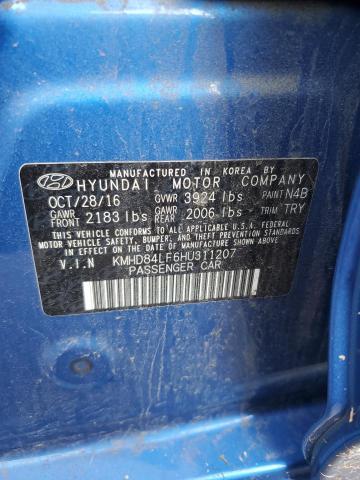 MANUFACTURED IN KOREA BY
HYUNDAI MOTOR COMPANY
OCT/28/16 GVWR 3924 lbs PAINT N4B
GAWR FRONT 2183 lbs GAWR REAR 2006 lbs TRIM TRY
THIS VEHICLE CONFORMS TO ALL APPLICABLE U.S.A. FEDERAL
MOTOR VEHICLE SAFETY, BUMPER, AND THEFT PREVENTION STANDARDS
IN EFFECT ON THE DATE OF MANUFACTURE SHOWN ABOVE.
V.I.N KMHD84LF6HU311207
PASSENGER CAR